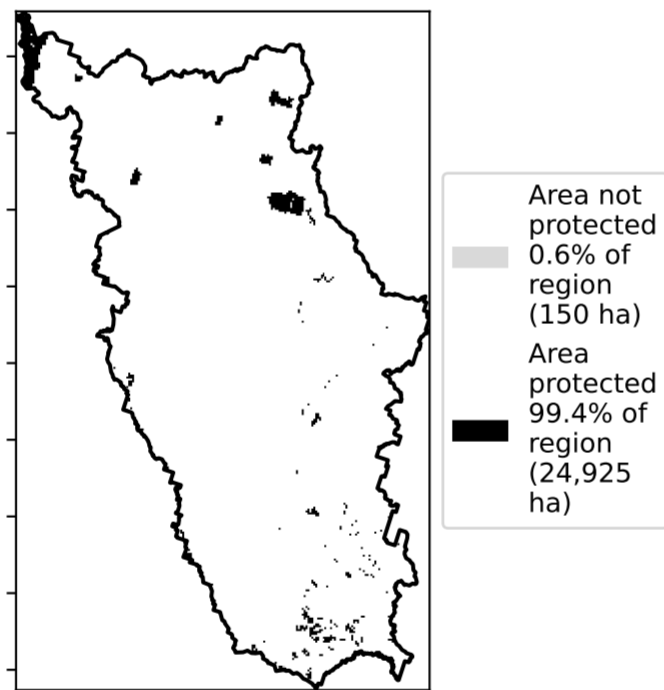 Area not
protected
0.6% of
region
(150 ha)
Area
protected
99.4% of
region
(24,925
ha)